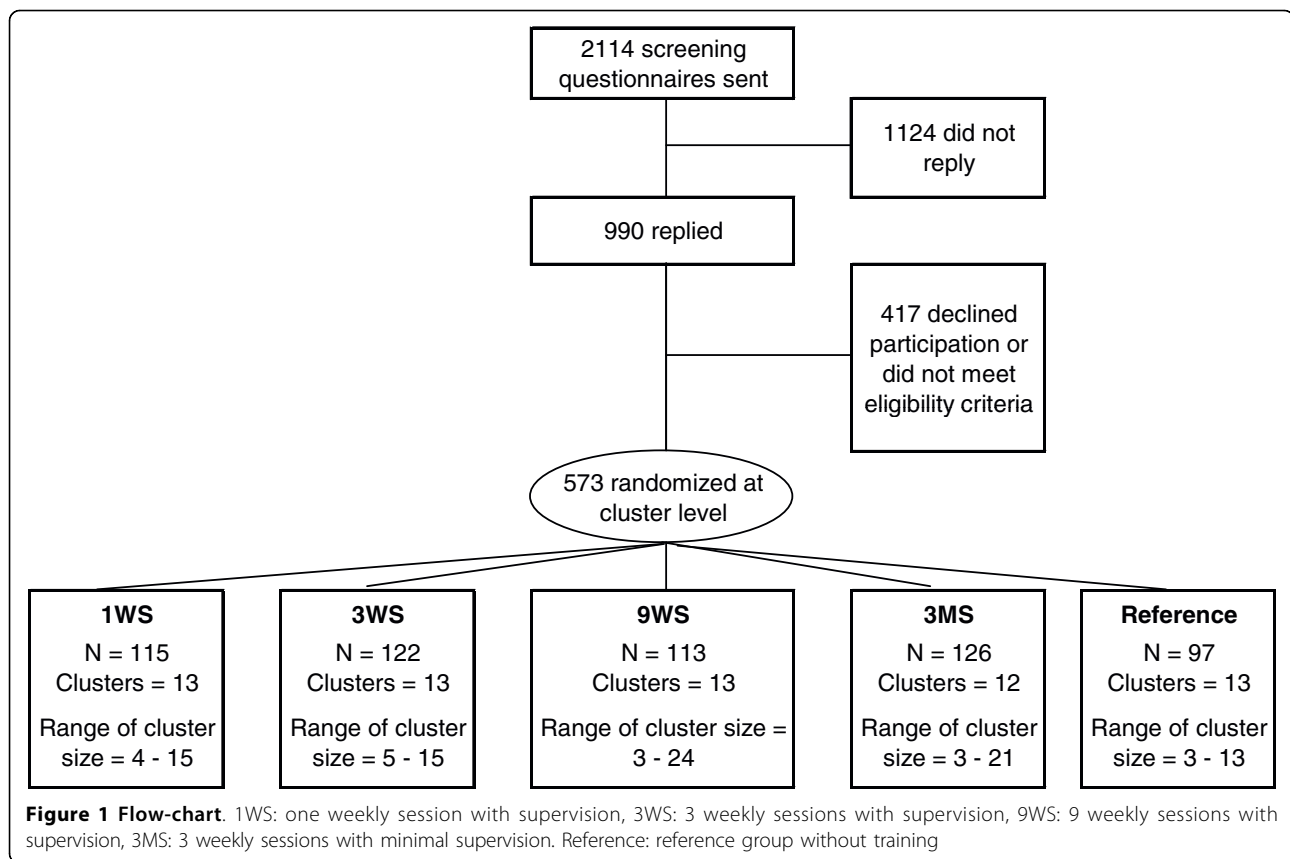 2114 screening
questionnaires sent
1124 did not
reply
990 replied
417 declined
participation or
did not meet
eligibility criteria
573 randomized at
cluster level
1WS
N = 115
Clusters = 13
Range of cluster
size = 4 - 15
3WS
N = 122
Clusters = 13
Range of cluster
size = 5 - 15
9WS
N = 113
Clusters = 13
Range of cluster size =
3 - 24
3MS
N = 126
Clusters = 12
Range of cluster
size = 3 - 21
Reference
N = 97
Clusters = 13
Range of cluster
size = 3 - 13
Figure 1 Flow-chart. 1WS: one weekly session with supervision, 3WS: 3 weekly sessions with supervision, 9WS: 9 weekly sessions with
supervision, 3MS: 3 weekly sessions with minimal supervision. Reference: reference group without training